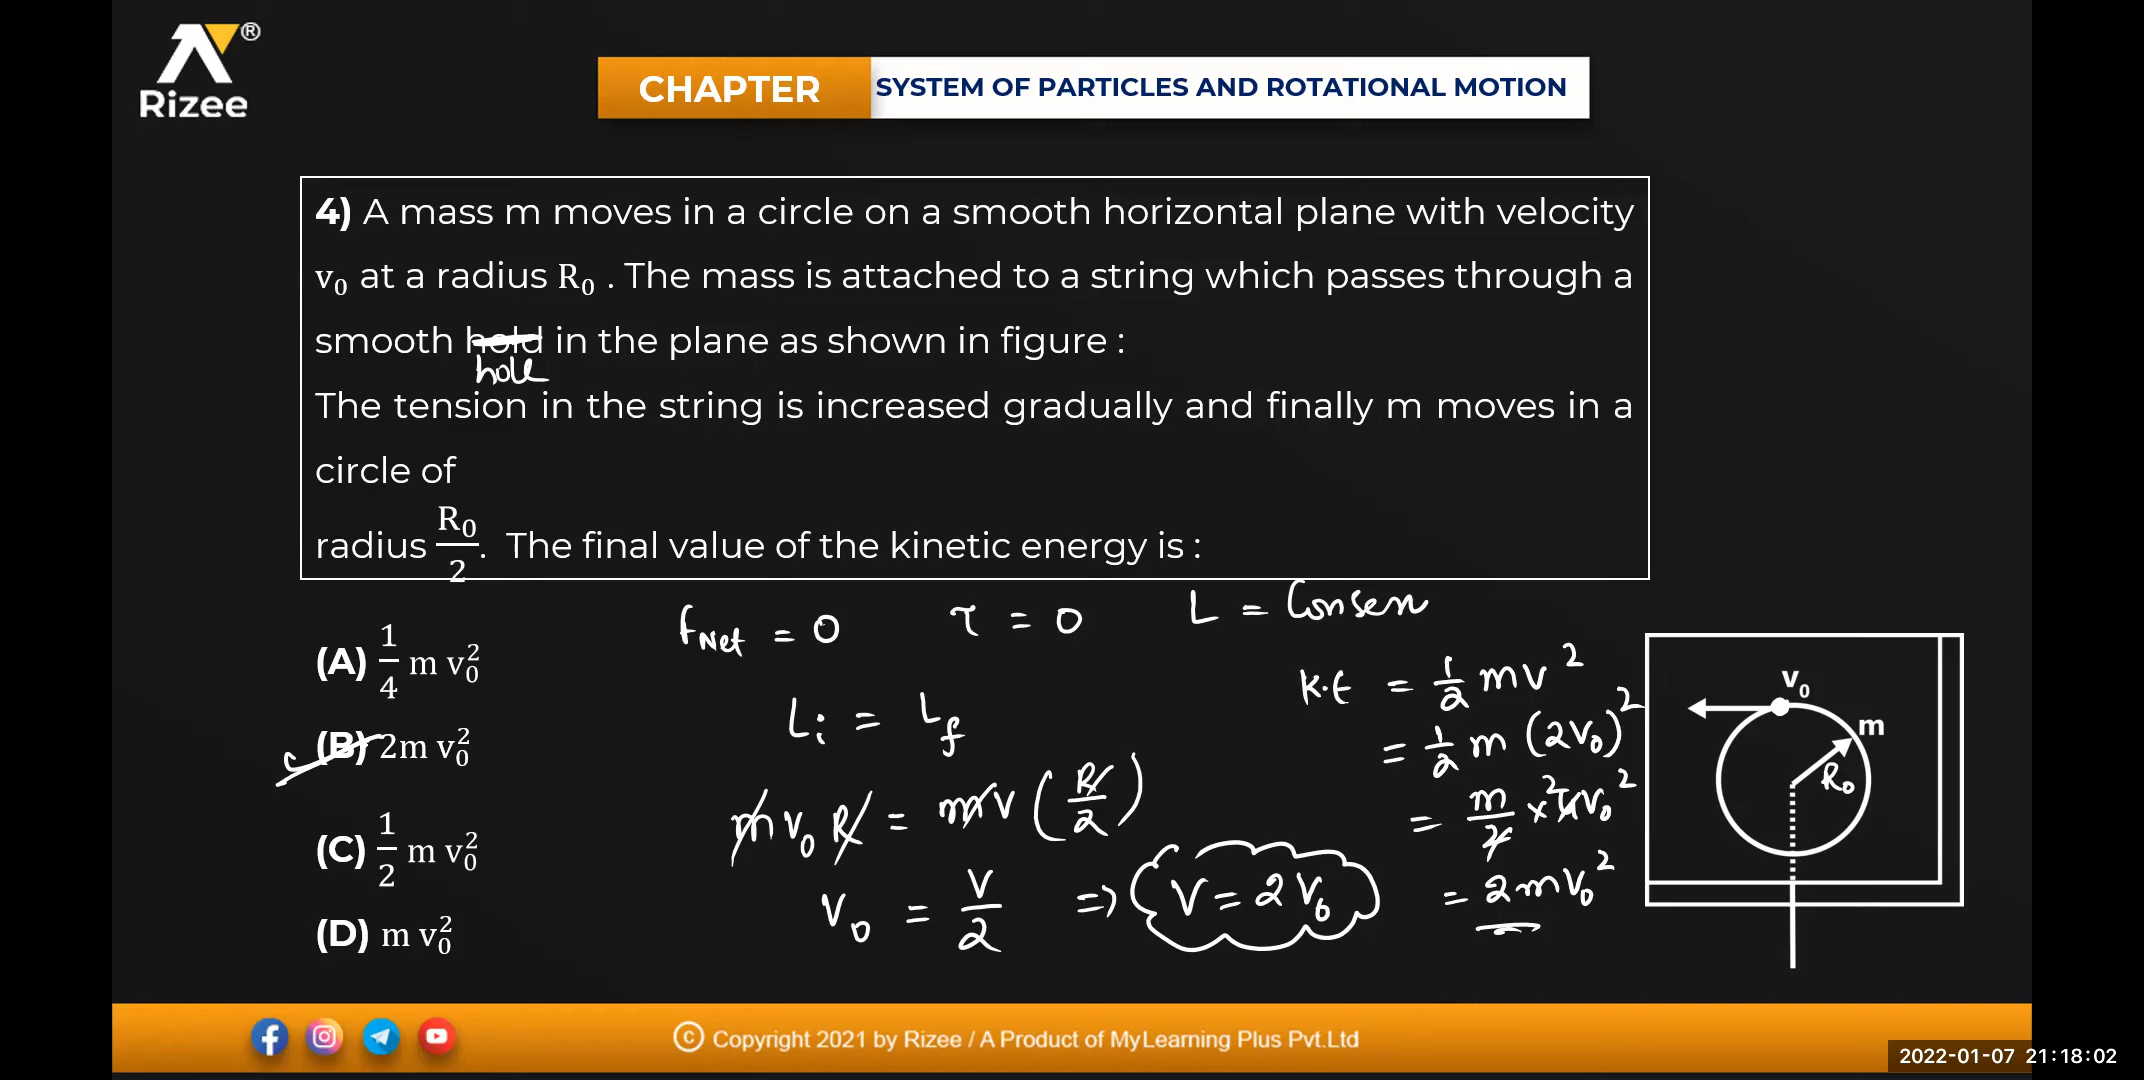 Rizee®
CHAPTER SYSTEM OF PARTICLES AND ROTATIONAL MOTION
4) A mass m moves in a circle on a smooth horizontal plane with velocity
v₀ at a radius R₀ . The mass is attached to a string which passes through a
smooth hold in the plane as shown in figure :
hole
The tension in the string is increased gradually and finally m moves in a
circle of
radius R₀/2. The final value of the kinetic energy is :
(A) 1/4 m v₀²
(B) 2m v₀²
(C) 1/2 m v₀²
(D) m v₀²
FNet = 0 τ = 0 L = Consern
Li = Lf
m v₀ R = m v (R/2)
v₀ = v/2 ⇒ V = 2V₀
K.E = 1/2 m v²
= 1/2 m (2V₀)²
= m/2 × 4V₀²
2
= 2mV₀²
v₀
m
R₀
© Copyright 2021 by Rizee / A Product of MyLearning Plus Pvt.Ltd
2022-01-07 21:18:02